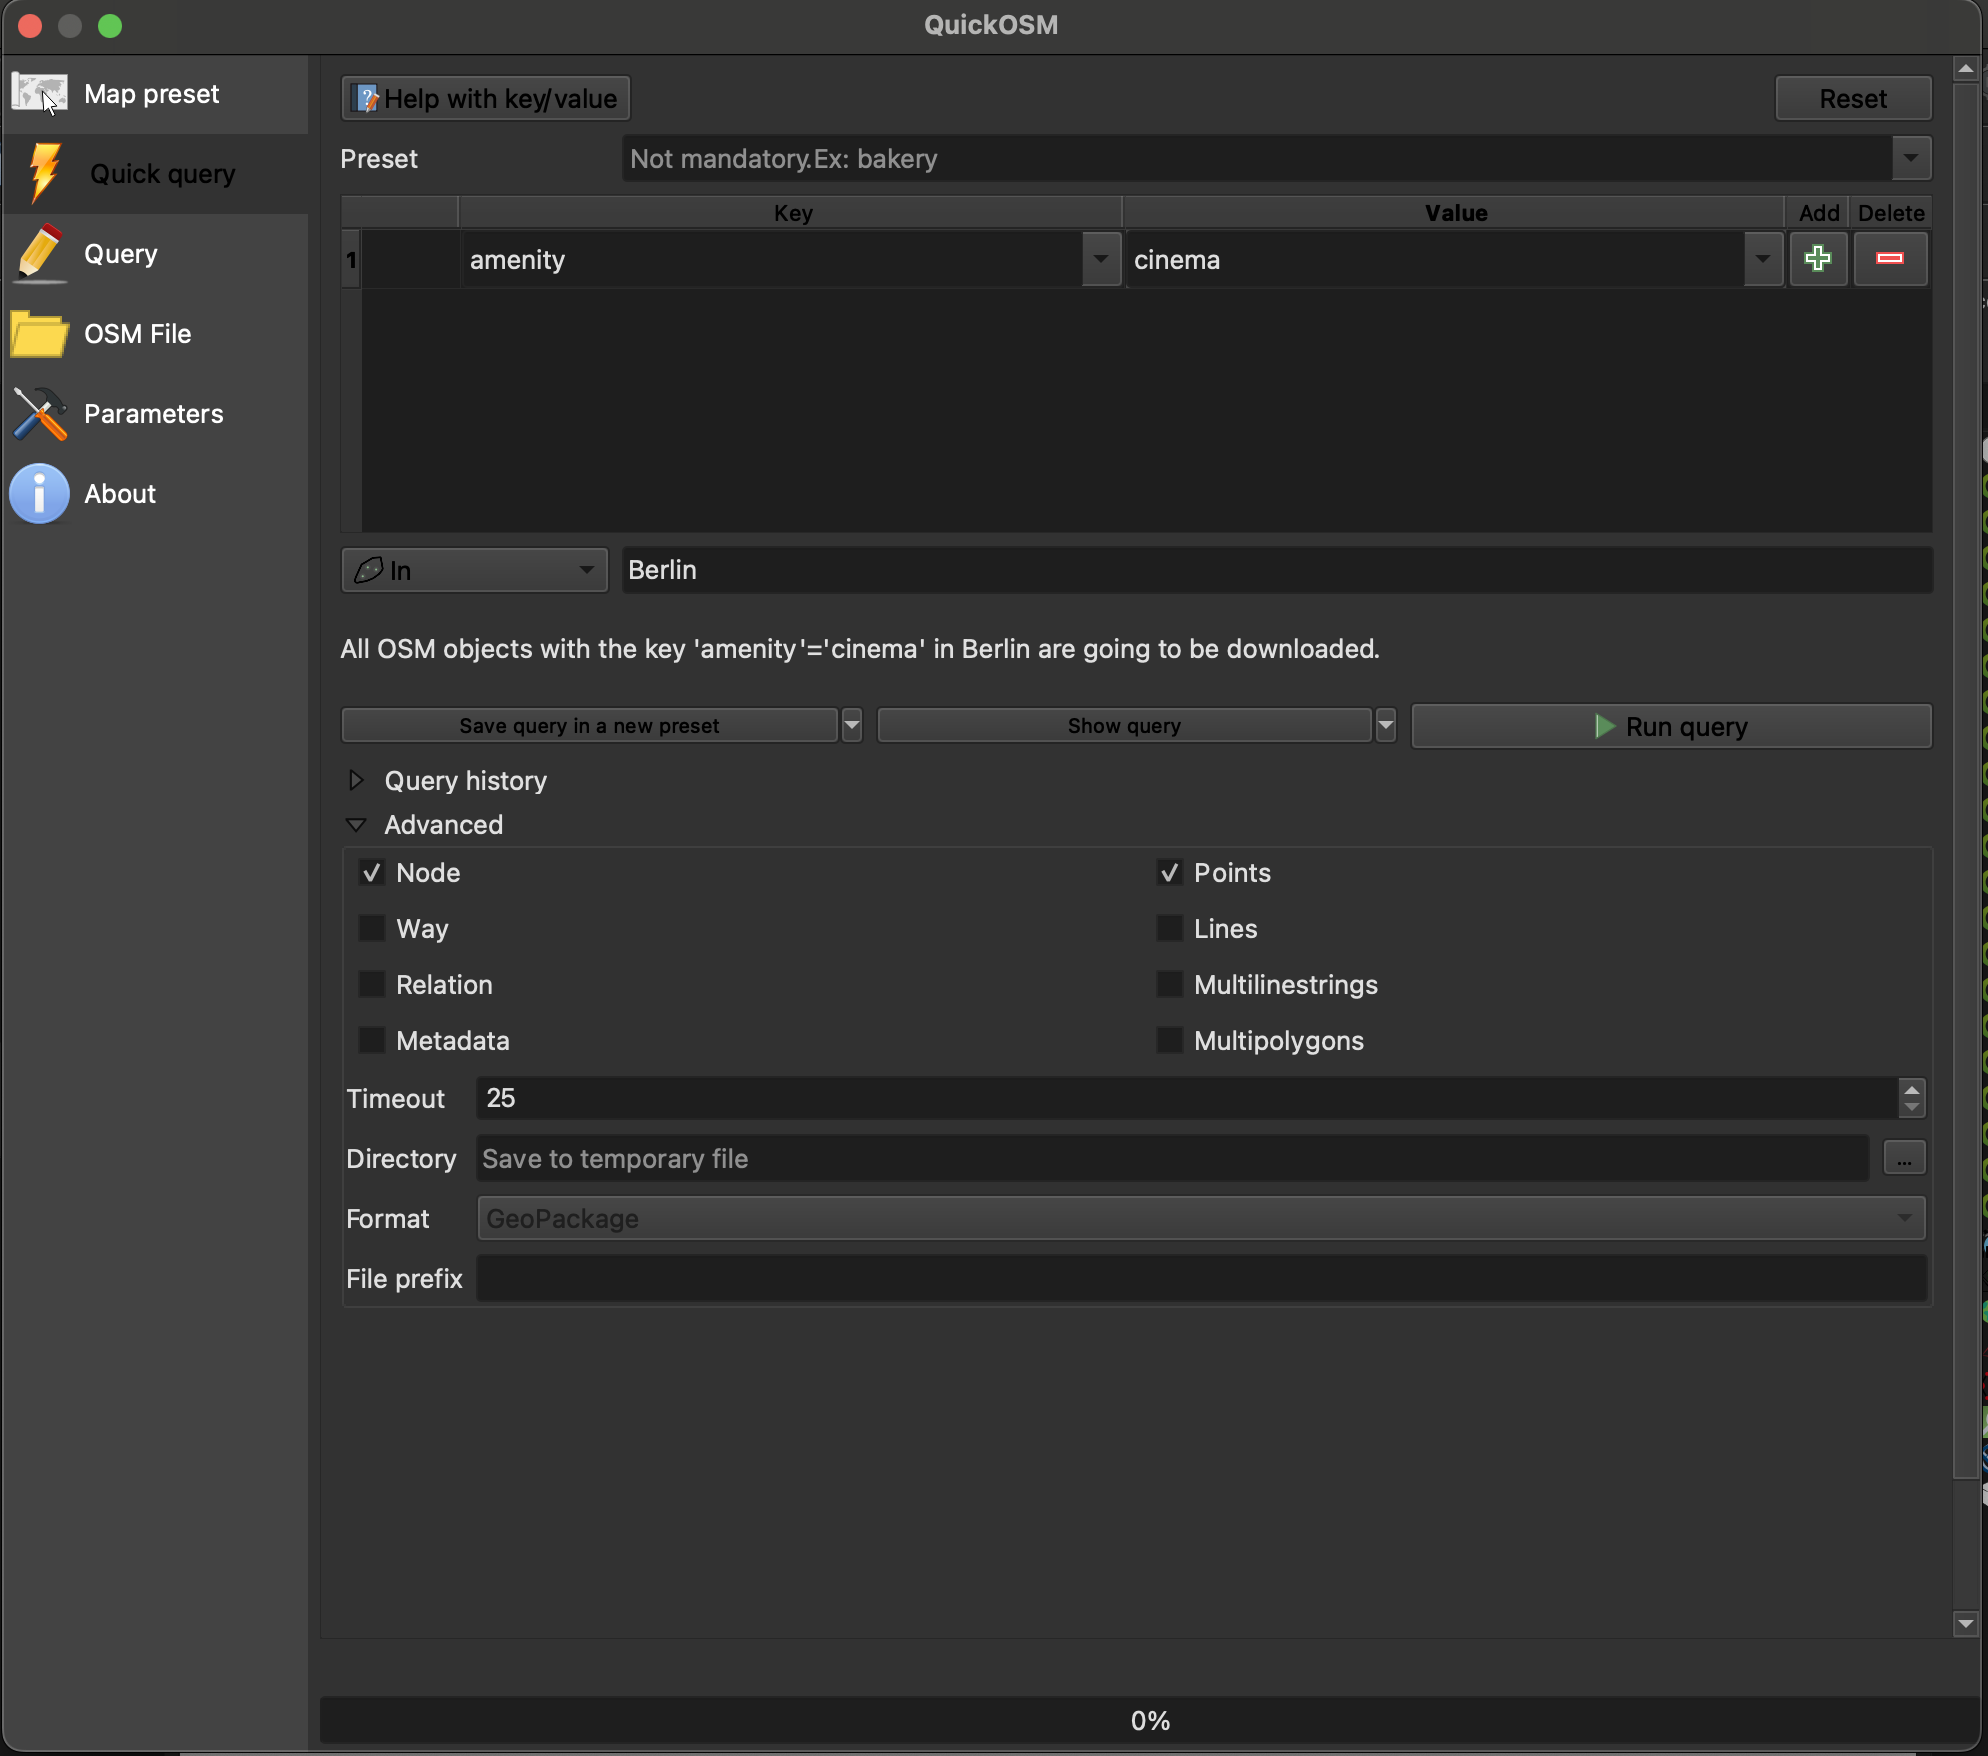 QuickOSM
Map preset
Quick query
Query
OSM File
Parameters
About
Help with key/value
Reset
Preset
Not mandatory.Ex: bakery
Key Value Add Delete
1 amenity cinema
In Berlin
All OSM objects with the key 'amenity'='cinema' in Berlin are going to be downloaded.
Save query in a new preset Show query Run query
Query history
Advanced
Node Points
Way Lines
Relation Multilinestrings
Metadata Multipolygons
Timeout 25
Directory Save to temporary file ...
Format GeoPackage
File prefix
0%